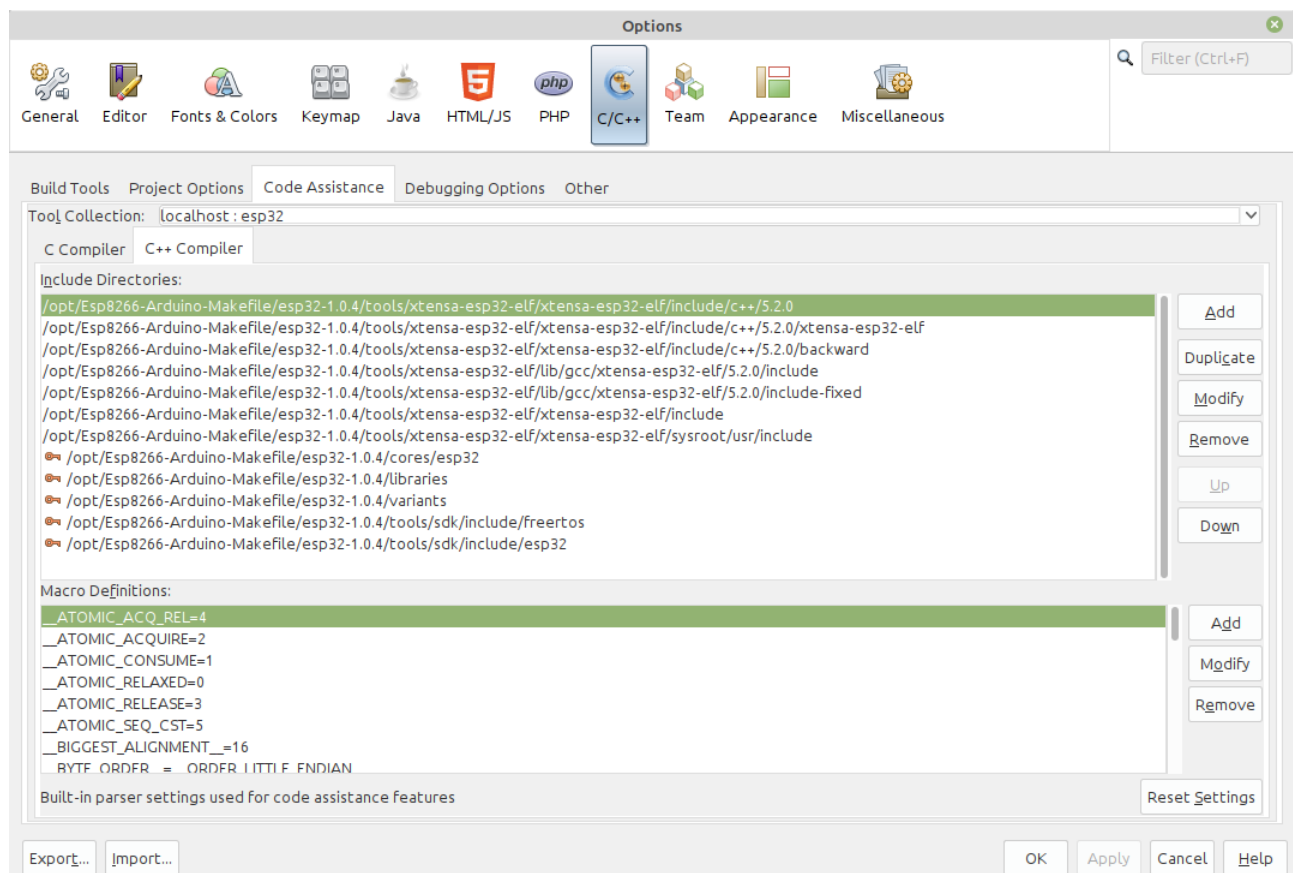 Options
Filter (Ctrl+F)
General Editor Fonts & Colors Keymap Java HTML/JS PHP C/C++ Team Appearance Miscellaneous
Build Tools Project Options Code Assistance Debugging Options Other
Tool Collection: localhost : esp32
C Compiler C++ Compiler
Include Directories:
/opt/Esp8266-Arduino-Makefile/esp32-1.0.4/tools/xtensa-esp32-elf/xtensa-esp32-elf/include/c++/5.2.0
/opt/Esp8266-Arduino-Makefile/esp32-1.0.4/tools/xtensa-esp32-elf/xtensa-esp32-elf/include/c++/5.2.0/xtensa-esp32-elf
/opt/Esp8266-Arduino-Makefile/esp32-1.0.4/tools/xtensa-esp32-elf/xtensa-esp32-elf/include/c++/5.2.0/backward
/opt/Esp8266-Arduino-Makefile/esp32-1.0.4/tools/xtensa-esp32-elf/lib/gcc/xtensa-esp32-elf/5.2.0/include
/opt/Esp8266-Arduino-Makefile/esp32-1.0.4/tools/xtensa-esp32-elf/lib/gcc/xtensa-esp32-elf/5.2.0/include-fixed
/opt/Esp8266-Arduino-Makefile/esp32-1.0.4/tools/xtensa-esp32-elf/xtensa-esp32-elf/include
/opt/Esp8266-Arduino-Makefile/esp32-1.0.4/tools/xtensa-esp32-elf/xtensa-esp32-elf/sysroot/usr/include
/opt/Esp8266-Arduino-Makefile/esp32-1.0.4/cores/esp32
/opt/Esp8266-Arduino-Makefile/esp32-1.0.4/libraries
/opt/Esp8266-Arduino-Makefile/esp32-1.0.4/variants
/opt/Esp8266-Arduino-Makefile/esp32-1.0.4/tools/sdk/include/freertos
/opt/Esp8266-Arduino-Makefile/esp32-1.0.4/tools/sdk/include/esp32
Add
Duplicate
Modify
Remove
Up
Down
Macro Definitions:
__ATOMIC_ACQ_REL=4
__ATOMIC_ACQUIRE=2
__ATOMIC_CONSUME=1
__ATOMIC_RELAXED=0
__ATOMIC_RELEASE=3
__ATOMIC_SEQ_CST=5
__BIGGEST_ALIGNMENT__=16
__BYTE_ORDER__=__ORDER_LITTLE_ENDIAN__
Add
Modify
Remove
Built-in parser settings used for code assistance features
Reset Settings
Export... Import... OK Apply Cancel Help